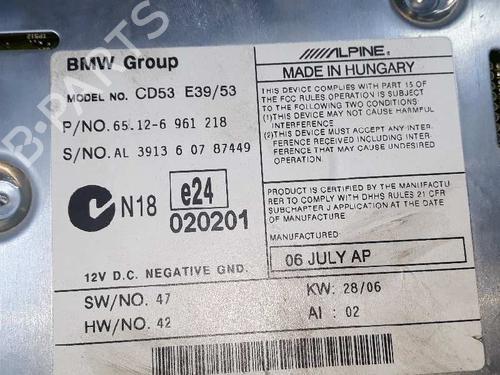 BMW Group
MODEL NO. CD53 E39/53
P/NO. 65.12-6 961 218
S/NO. AL 3913 6 07 87449
N18
e24
020201
12V D.C. NEGATIVE GND.
SW/NO. 47
HW/NO. 42
ALPINE
MADE IN HUNGARY
THIS DEVICE COMPLIES WITH PART 15 OF
THE FCC RULES OPERATION IS SUBJECT
TO THE FOLLOWING TWO CONDITIONS
(1)THIS DEVICE MAY NOT CAUSE HARMFUL
INTERFERENCE
(2)THIS DEVICE MUST ACCEPT ANY INTER-
FERENCE RECEIVED INCLUDING
INTERFERENCE THAT MAY CAUSE
UNDESIRED OPERATION
PRODUCT IS CERTIFIED BY THE MANUFACTU
RER TO COMPLY WITH DHHS RULES 21 CFR
SUBCHAPTER J APPLICATION AT THE DATE
OF MANUFACTURE
MANUFACTURED:
06 JULY AP
KW: 28/06
AI : 02
B-PARTS